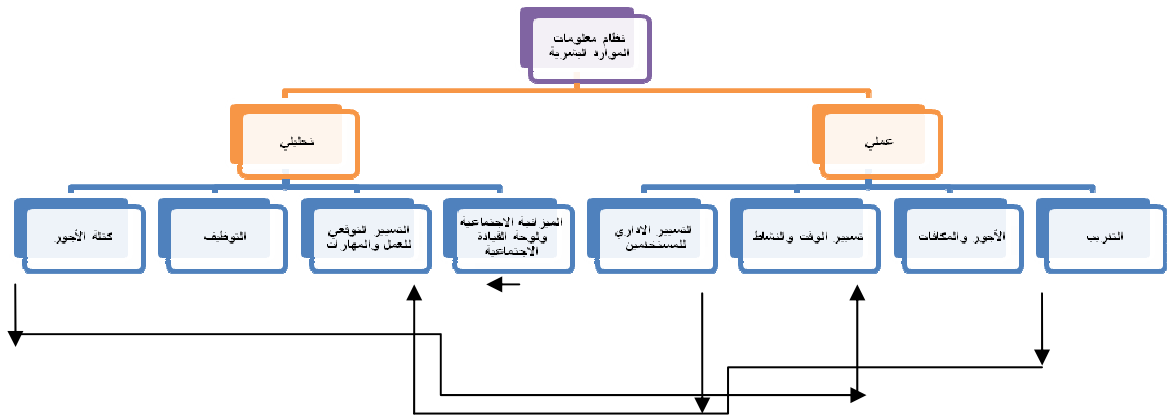 نظام معلومات
الموارد البشرية
عملي
تحليلي
التدريب
الأجور والمكافات
تسيير الوقت والنشاط
التسيير الاداري
للمستخدمين
الميزانية الاجتماعية
ولوحة القيادة
الاجتماعية
التسيير التوقعي
للعمل والمهارات
التوظيف
كتلة الأجور